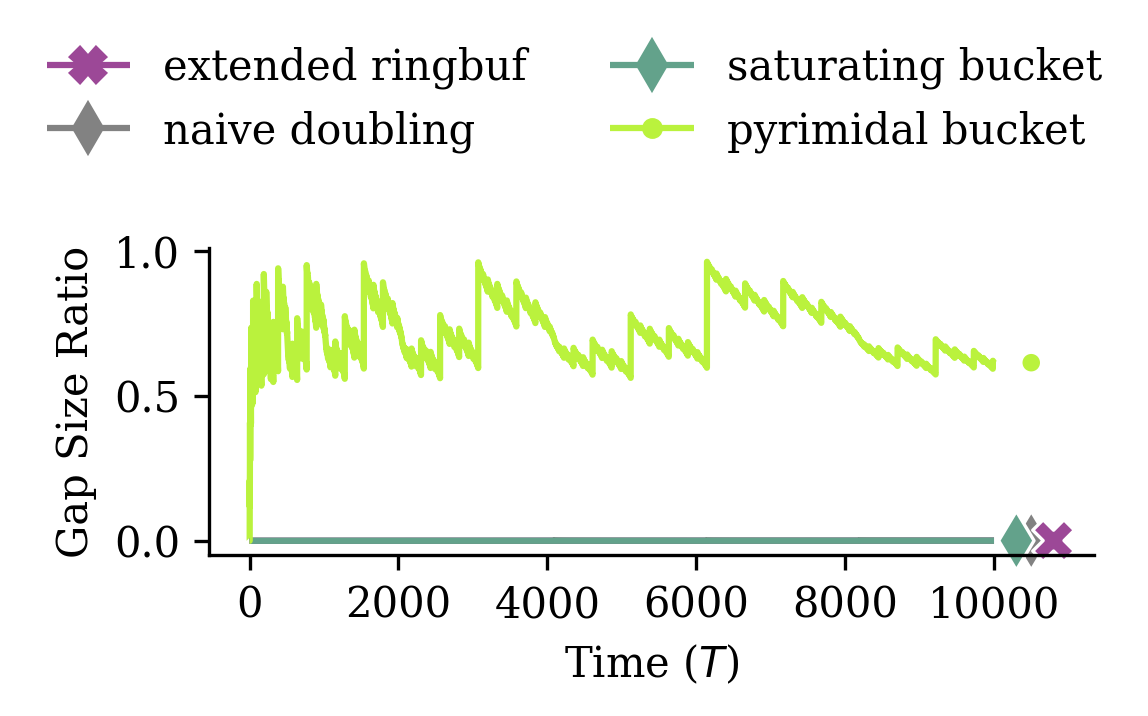 extended ringbuf
saturating bucket
naive doubling
pyrimidal bucket
Gap Size Ratio
1.0
0.5
0.0
0 2000 4000 6000 8000 10000
Time (T)